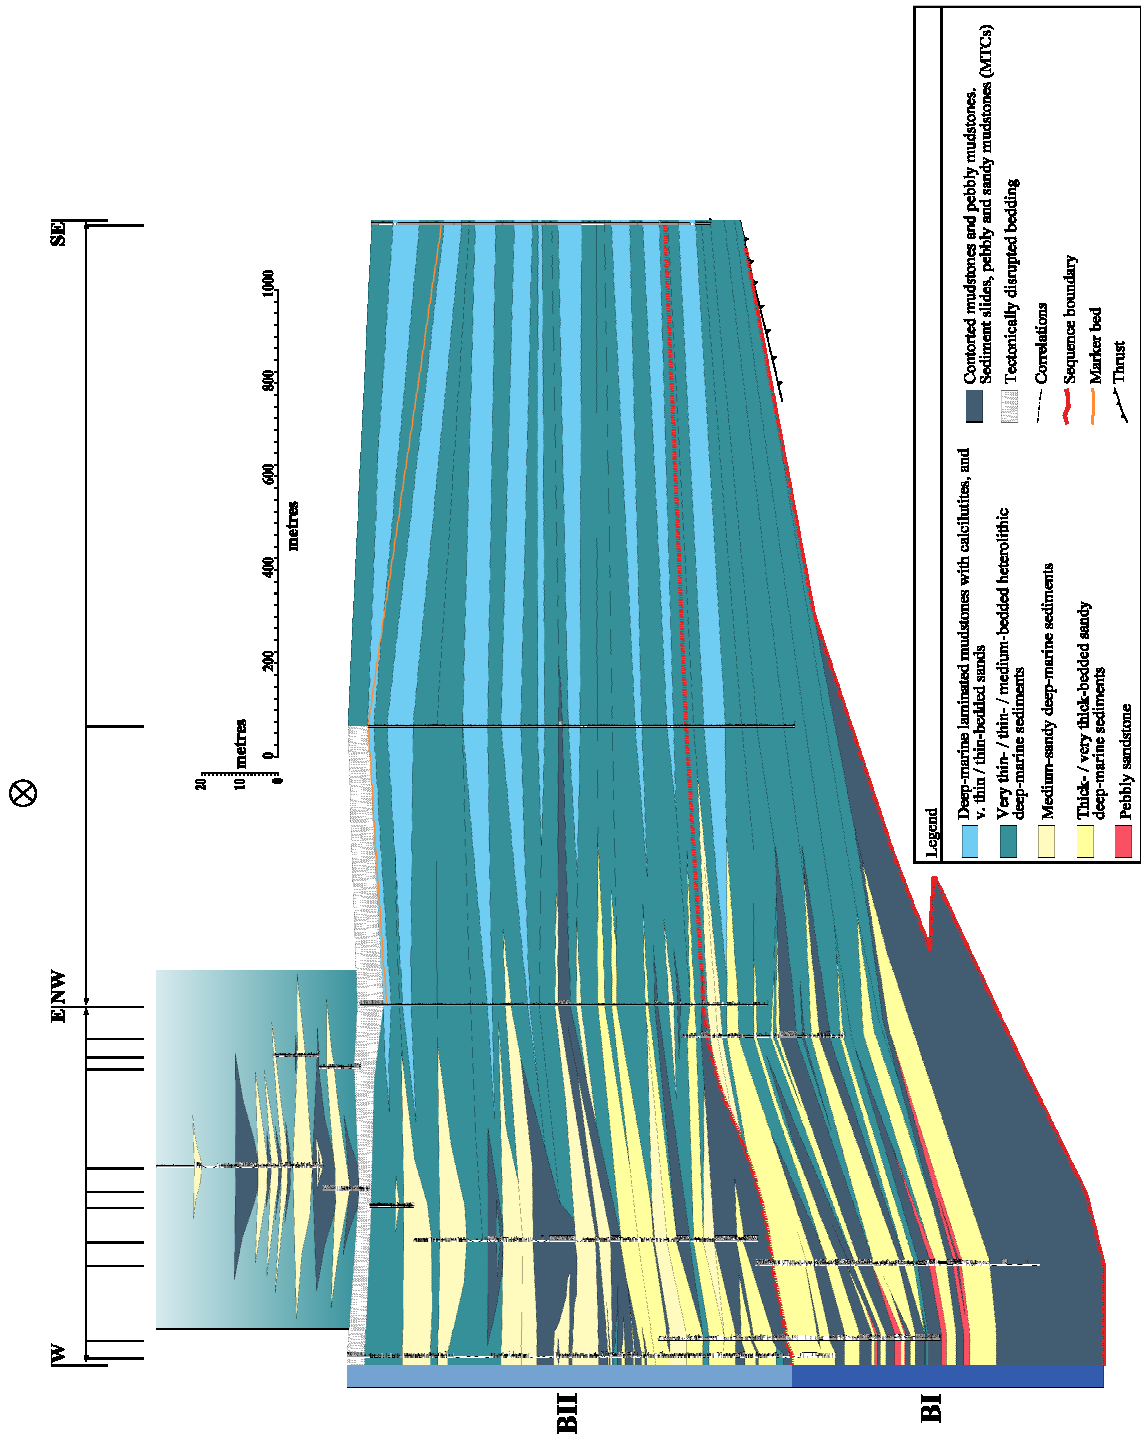 W
E
NW
SE
20
10
0
metres
0
200
400
600
800
1000
metres
BII
BI
Legend
Deep-marine laminated mudstones with calcilutites, and
v. thin / thin-bedded sands
Very thin- / thin- / medium-bedded heterolithic
deep-marine sediments
Medium-sandy deep-marine sediments
Thick- / very thick-bedded sandy
deep-marine sediments
Pebbly sandstone
Contorted mudstones and pebbly mudstones.
Sediment slides, pebbly and sandy mudstones (MTCs)
Tectonically disrupted bedding
Correlations
Sequence boundary
Marker bed
Thrust